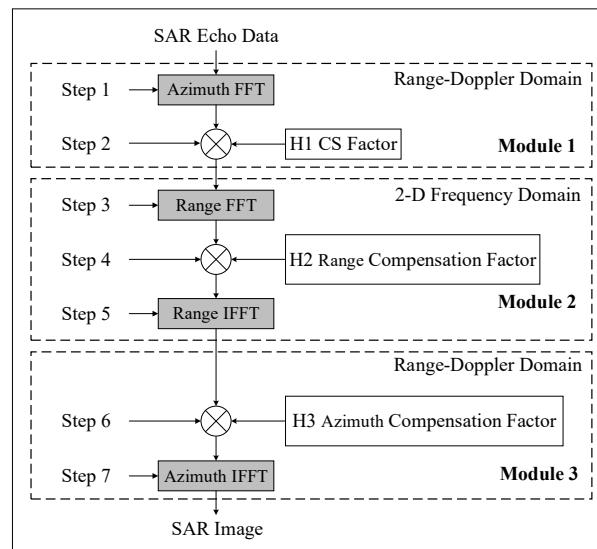 SAR Echo Data
Range-Doppler Domain
Step 1
Azimuth FFT
Step 2
H1 CS Factor
Module 1
2-D Frequency Domain
Step 3
Range FFT
Step 4
H2 Range Compensation Factor
Step 5
Range IFFT
Module 2
Range-Doppler Domain
Step 6
H3 Azimuth Compensation Factor
Step 7
Azimuth IFFT
Module 3
SAR Image